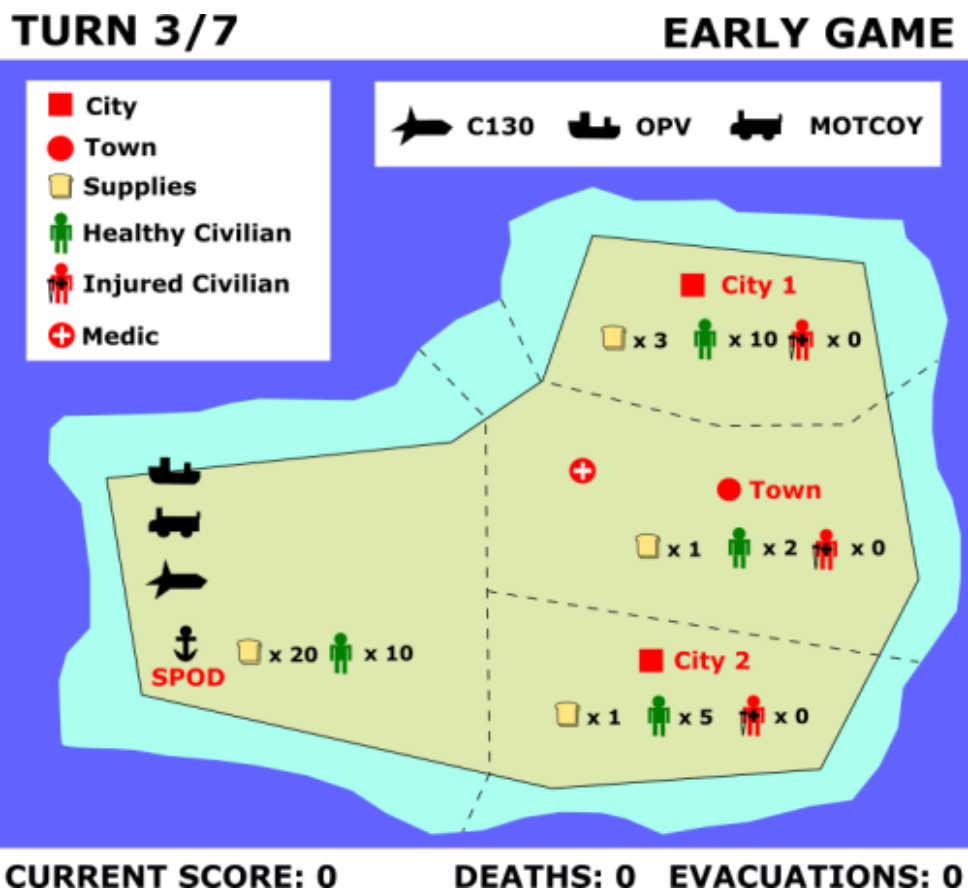 TURN 3/7
EARLY GAME
City
Town
Supplies
Healthy Civilian
Injured Civilian
Medic
C130 OPV MOTCOY
City 1
x 3 x 10 x 0
Town
x 1 x 2 x 0
SPOD
x 20 x 10
City 2
x 1 x 5 x 0
CURRENT SCORE: 0 DEATHS: 0 EVACUATIONS: 0